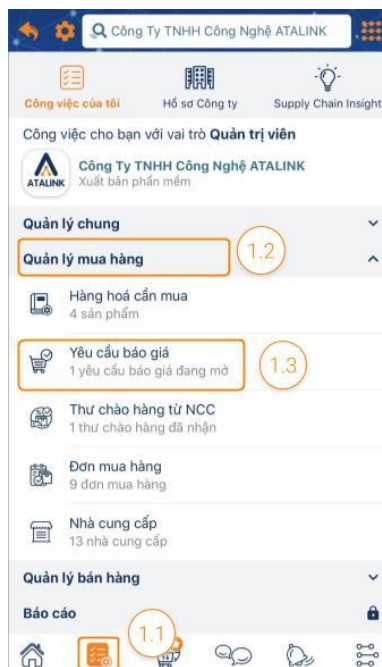 Công Ty TNHH Công Nghệ ATALINK
Công việc của tôi
Hồ sơ Công ty
Supply Chain Insight
Công việc cho bạn với vai trò Quản trị viên
ATALINK
Công Ty TNHH Công Nghệ ATALINK
Xuất bản phần mềm
Quản lý chung
Quản lý mua hàng
1.2
Hàng hoá cần mua
4 sản phẩm
Yêu cầu báo giá
1 yêu cầu báo giá đang mở
1.3
Thư chào hàng từ NCC
1 thư chào hàng đã nhận
Đơn mua hàng
9 đơn mua hàng
Nhà cung cấp
13 nhà cung cấp
Quản lý bán hàng
Báo cáo
1.1